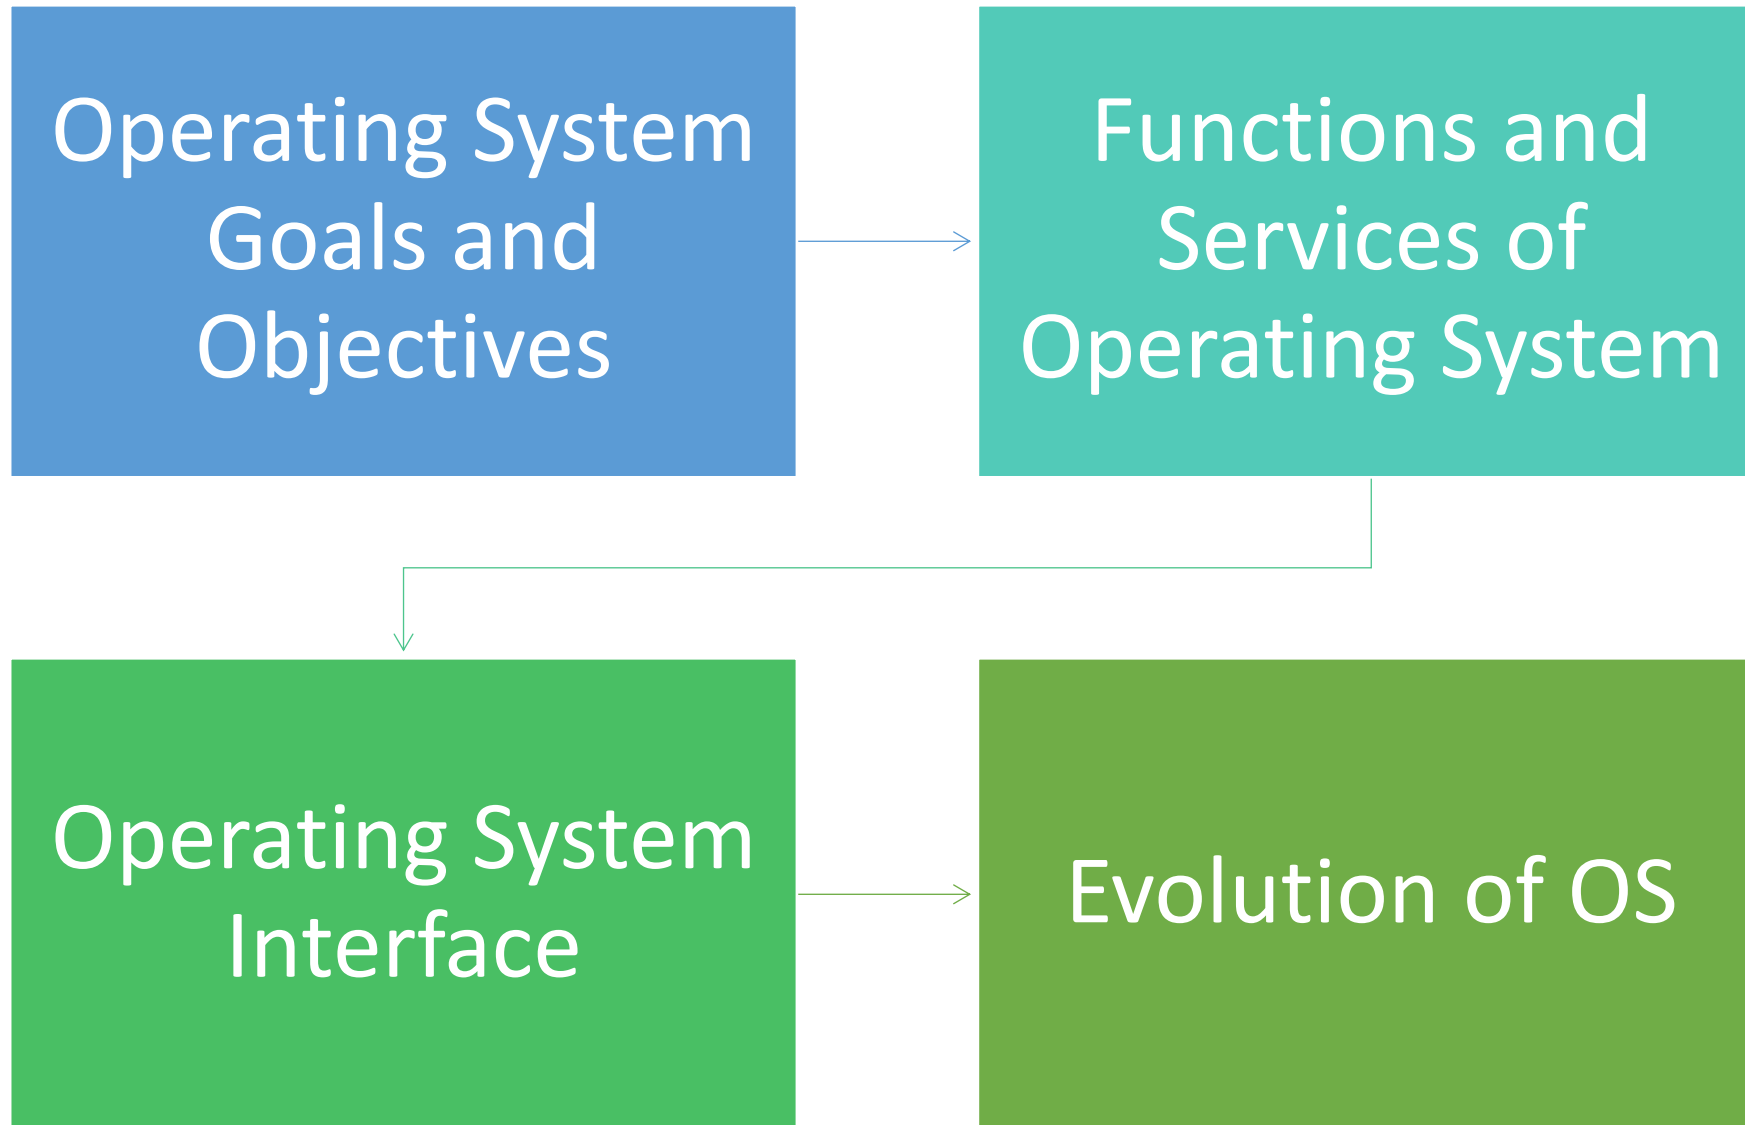 Operating System
Goals and
Objectives
Functions and
Services of
Operating System
Operating System
Interface
Evolution of OS